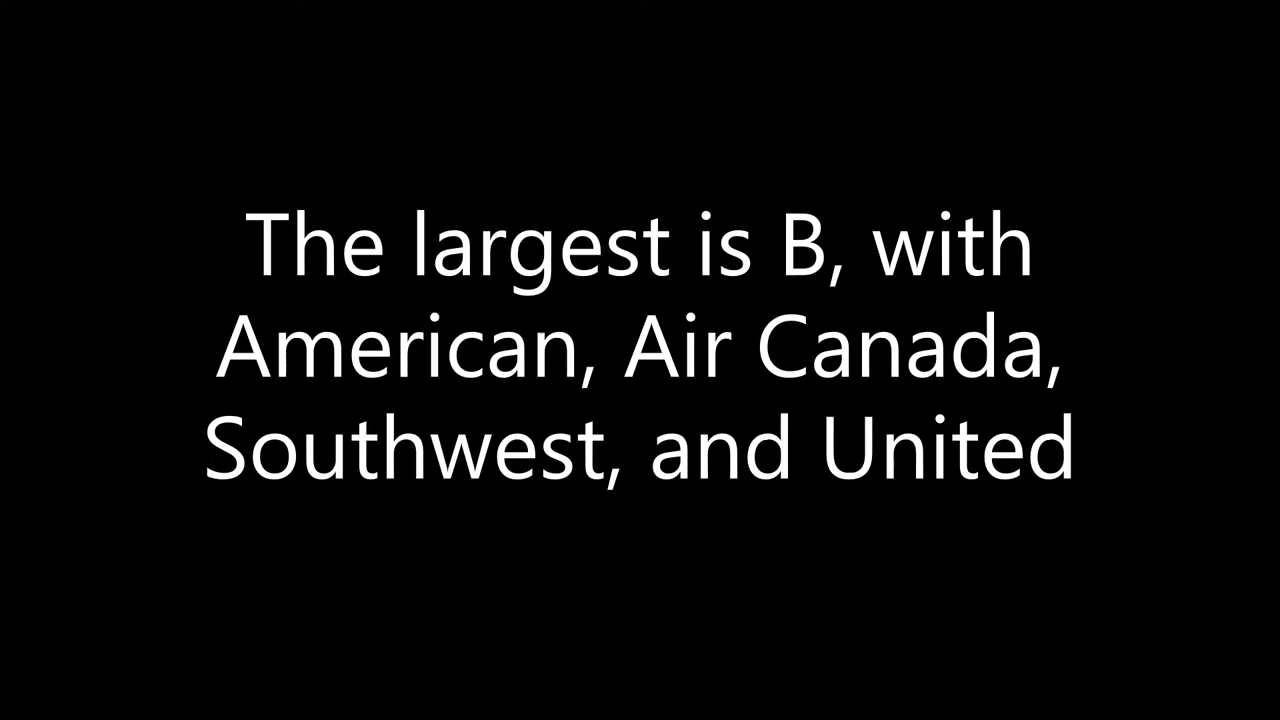 The largest is B, with
American, Air Canada,
Southwest, and United